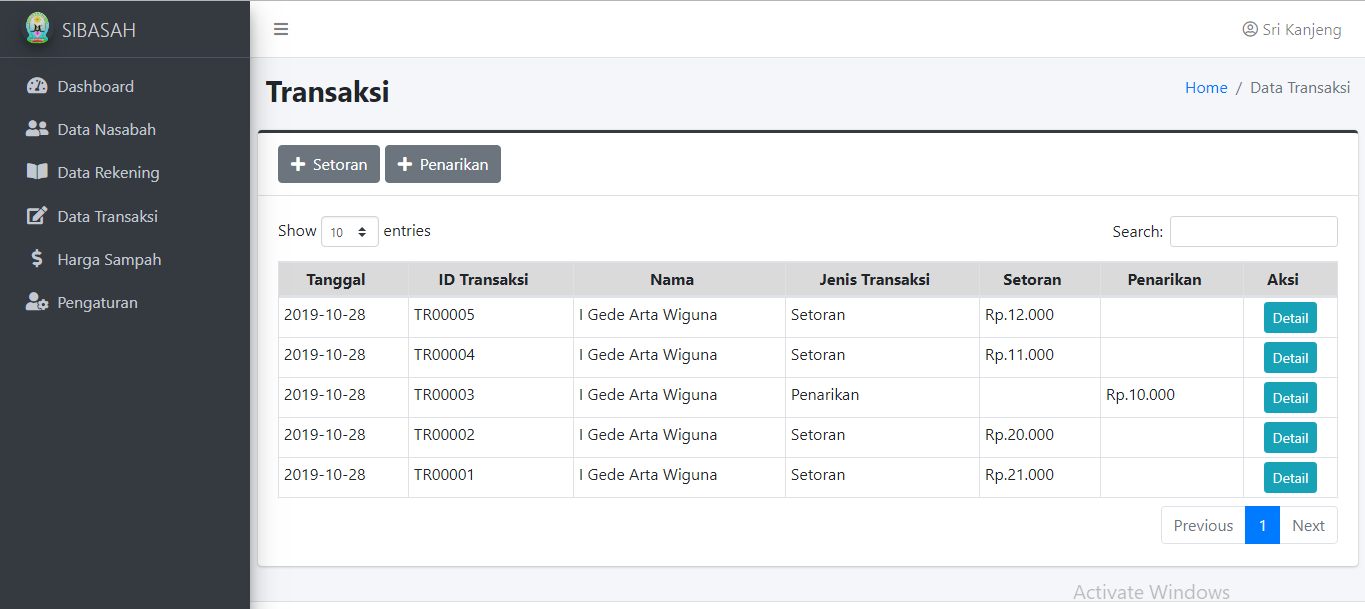 SIBASAH
Sri Kanjeng
Dashboard
Data Nasabah
Data Rekening
Data Transaksi
Harga Sampah
Pengaturan
Transaksi
Home / Data Transaksi
Setoran Penarikan
Show 10 entries
Search:
Tanggal ID Transaksi Nama Jenis Transaksi Setoran Penarikan Aksi
2019-10-28 TR00005 I Gede Arta Wiguna Setoran Rp.12.000 Detail
2019-10-28 TR00004 I Gede Arta Wiguna Setoran Rp.11.000 Detail
2019-10-28 TR00003 I Gede Arta Wiguna Penarikan Rp.10.000 Detail
2019-10-28 TR00002 I Gede Arta Wiguna Setoran Rp.20.000 Detail
2019-10-28 TR00001 I Gede Arta Wiguna Setoran Rp.21.000 Detail
Previous 1 Next
Activate Windows